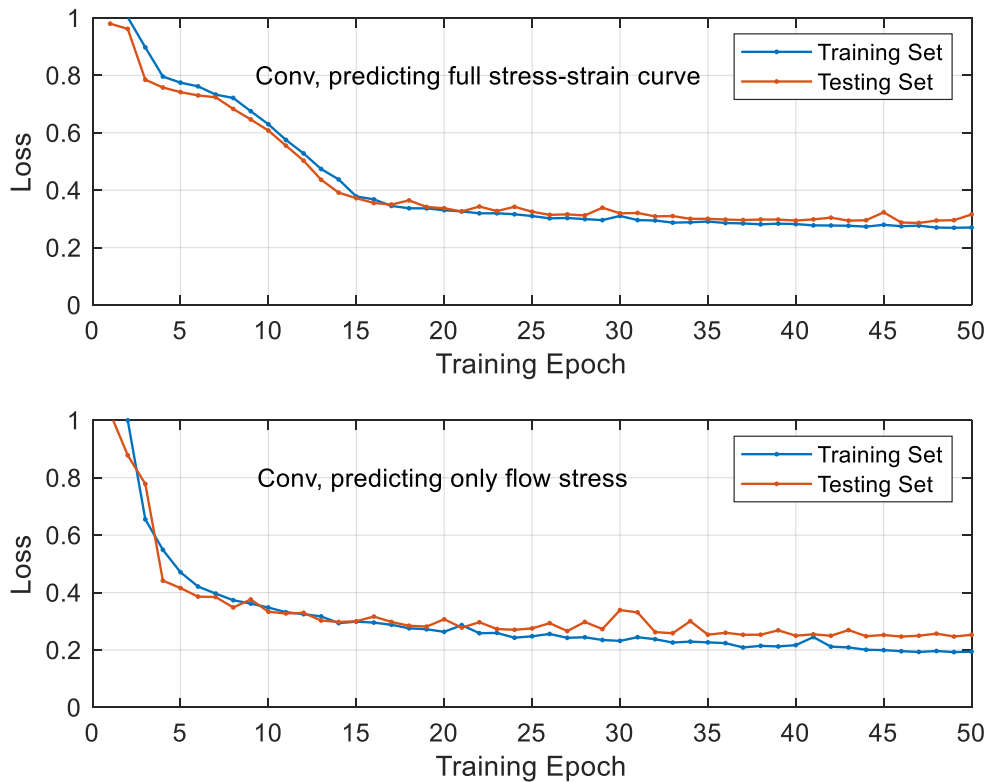 1
0.8
0.6
0.4
0.2
0
Loss
Conv, predicting full stress-strain curve
Training Set
Testing Set
0 5 10 15 20 25 30 35 40 45 50
Training Epoch
1
0.8
0.6
0.4
0.2
0
Loss
Conv, predicting only flow stress
Training Set
Testing Set
0 5 10 15 20 25 30 35 40 45 50
Training Epoch